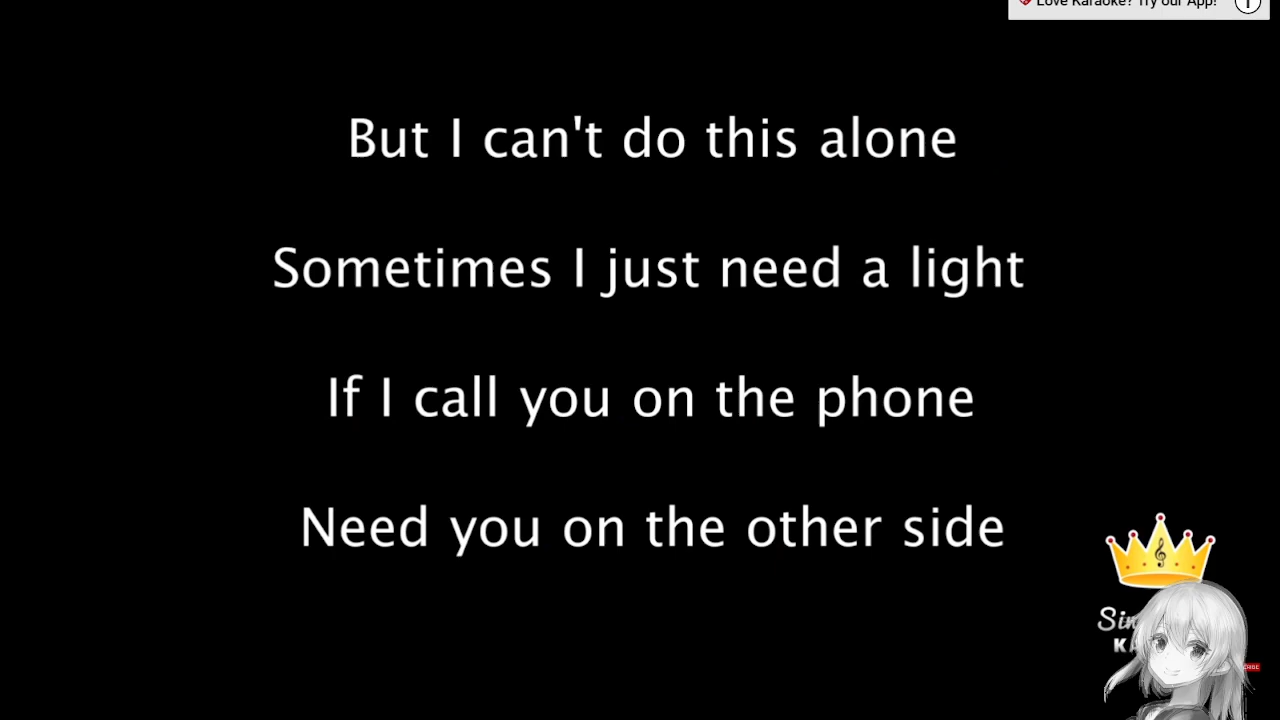 Love Karaoke? Try our App!
But I can't do this alone
Sometimes I just need a light
If I call you on the phone
Need you on the other side